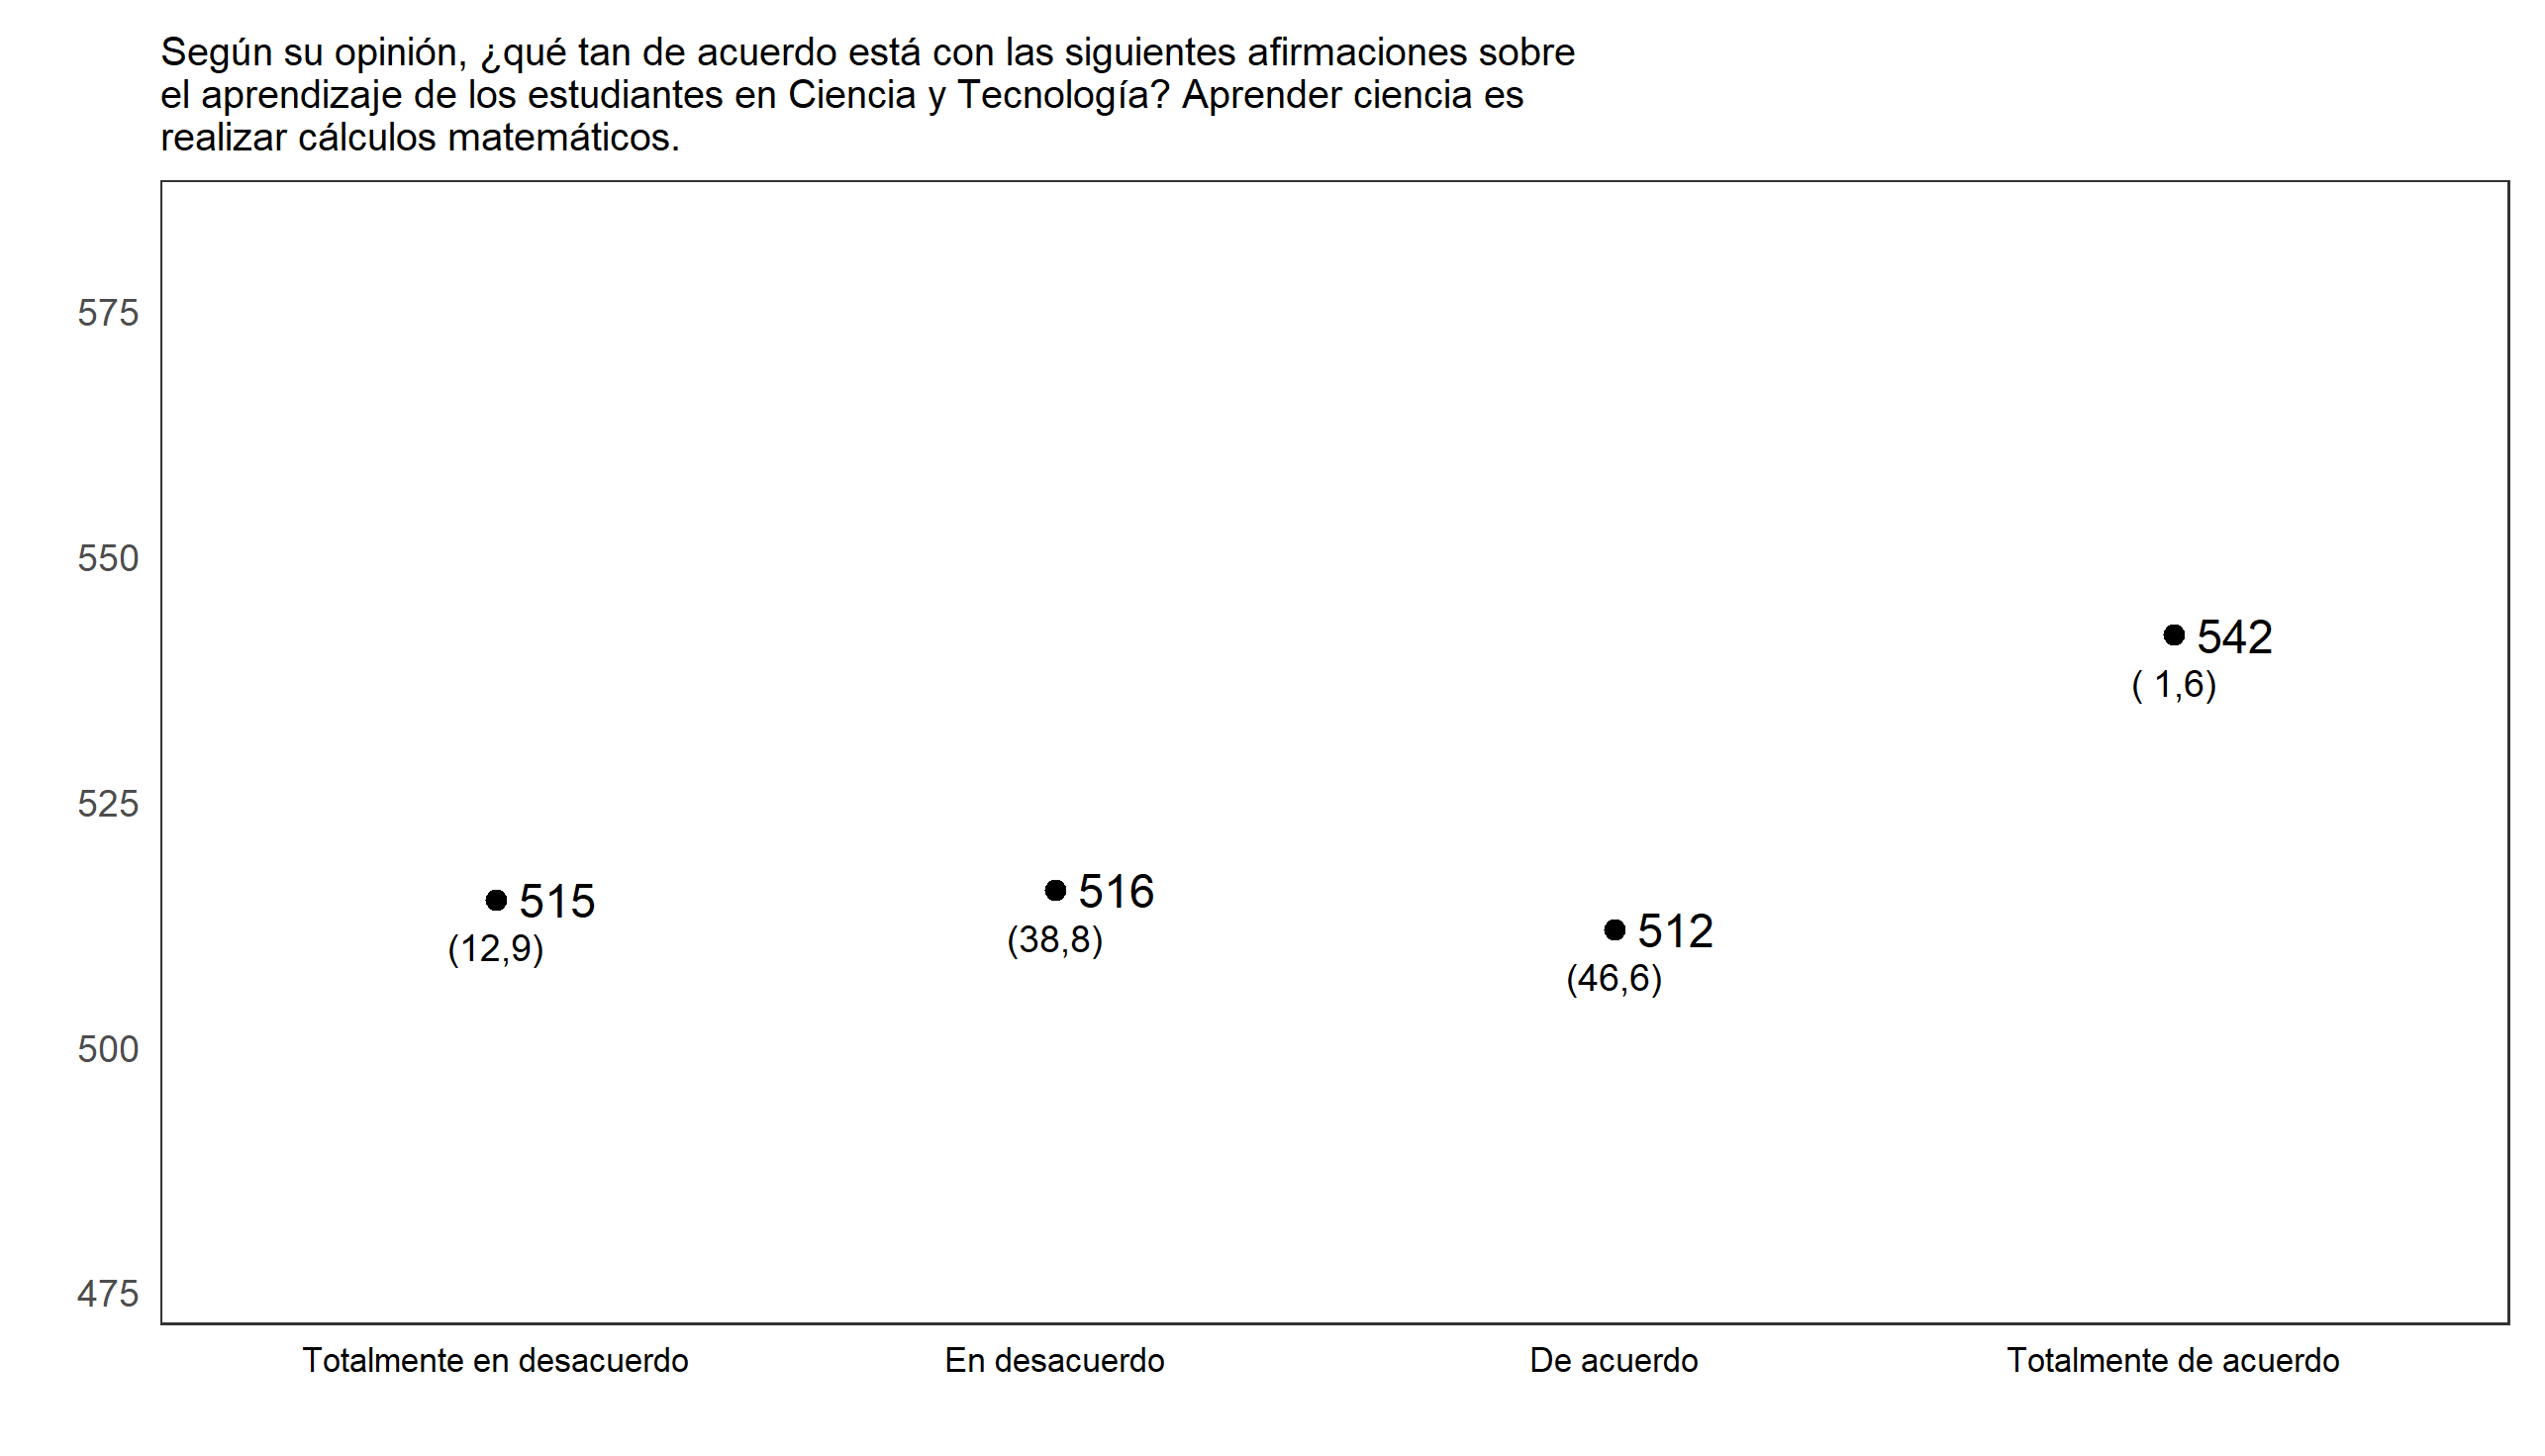 Según su opinión, ¿qué tan de acuerdo está con las siguientes afirmaciones sobre
el aprendizaje de los estudiantes en Ciencia y Tecnología? Aprender ciencia es
realizar cálculos matemáticos.
575
550
542
( 1,6)
525
515
(12,9)
516
(38,8)
512
(46,6)
500
475
Totalmente en desacuerdo
En desacuerdo
De acuerdo
Totalmente de acuerdo